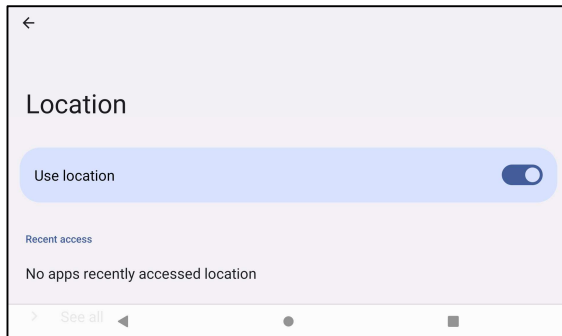 Location
Use location
Recent access
No apps recently accessed location
See all